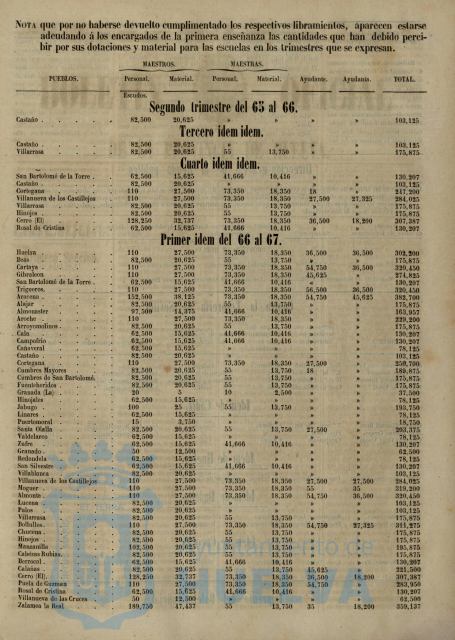 NOTA que por no haberse devuelto cumplimentado los respectivos libramientos, aparecen estarse
adeudando á los encargados de la primera enseñanza las cantidades que han debido perci-
bir por sus dotaciones y material para las escuelas en los trimestres que se expresan.
MAESTROS. MAESTRAS.
PUEBLOS. Personal. Material. Personal. Material. Ayudante. Ayudania. TOTAL.
Escudos.
Segundo trimestre del 65 al 66.
Castaño 82,500 20,625 » » » » 103,125
Tercero idem idem.
Castaño 82,500 20,625 » » » » 103,125
Villarrasa 82,500 20,625 55 13,750 » » 175,875
Cuarto idem idem.
San Bartolomé de la Torre 62,500 15,625 41,666 10,416 » » 130,207
Castaño 82,500 20,625 » » » » 103,125
Cortegana 110 27,500 73,350 18,350 18 » 247,200
Villanueva de los Castillejos 110 27,500 73,350 18,350 27,500 27,325 284,025
Villarrasa 82,500 20,625 55 13,750 » » 175,875
Hinojos 82,500 20,625 55 13,750 » » 175,875
Cerro (El) 128,250 32,737 73,350 18,350 36,500 18,200 307,387
Rosal de Cristina 62,500 15,625 41,666 10,416 » » 130,207
Primer idem del 66 al 67.
Huelva 110 27,500 73,350 18,350 36,500 36,500 302,200
Beas 82,500 20,625 55 13,750 » » 175,875
Cartaya 110 27,500 73,350 18,350 54,750 36,500 320,450
Gibraleon 110 27,500 73,350 18,350 45,625 » 274,825
San Bartolomé de la Torre 62,500 15,625 41,666 10,416 » » 130,207
Trigueros 110 27,500 73,350 18,350 56,500 36,500 320,450
Aracena 152,500 38,125 73,350 18,350 54,750 45,625 382,700
Alajar 82,500 20,625 55 13,750 » » 175,875
Almonaster 97,500 14,375 41,666 10,416 » » 163,957
Aroche 110 27,500 73,350 18,350 » » 229,200
Arroyomolinos 82,500 20,625 55 13,750 » » 175,875
Cala 62,500 15,625 41,666 10,416 » » 130,207
Campofrio 62,500 15,625 41,666 10,416 » » 130,207
Cañaveral 62,500 15,625 » » » » 78,125
Castaño 82,500 20,625 » » » » 103,125
Cortegana 110 27,500 73,350 18,350 27,500 » 256,700
Cumbres Mayores 82,500 20,625 55 13,750 18 » 189,875
Cumbres de San Bartolomé 82,500 20,625 55 13,750 » » 175,875
Fuenteheridos 82,500 20,625 55 13,750 » » 175,875
Granada (La) 20 5 10 2,500 » » 37,500
Hinojales 62,500 15,625 » » » » 78,125
Jabugo 100 25 55 13,750 » » 193,750
Linares 62,500 15,625 » » » » 78,125
Puertomoral 15 3,750 » » » » 18,750
Santa Olalla 82,500 20,625 55 13,750 27,500 » 203,375
Valdelarco 62,500 15,625 » » » » 78,125
Zufre 62,500 15,625 41,666 10,416 » » 130,207
Granado 50 12,500 » » » » 62,500
Redondela 62,500 15,625 » » » » 78,125
San Silvestre 62,500 15,625 41,666 10,416 » » 130,207
Villablanca 82,500 20,625 » » » » 103,125
Villanueva de los Castillejos 110 27,500 73,350 18,350 27,500 27,500 284,025
Moguer 110 27,500 73,350 18,350 55 35 319,200
Almonte 110 27,500 73,350 18,350 54,750 36,500 320,450
Lucena 82,500 20,625 » » » » 103,125
Palos 82,500 20,625 » » » » 103,125
Villarrasa 82,500 20,625 55 13,750 » » 175,875
Bollullos 110 27,500 73,350 18,350 54,750 27,325 311,275
Chucena 82,500 20,625 55 13,750 » » 175,875
Hinojos 82,500 20,625 55 13,750 » » 175,875
Manzanilla 102,500 20,625 55 13,750 » » 195,875
Cabezas Rubias 82,500 20,625 55 13,750 » » 175,875
Berrocal 62,500 15,625 41,666 10,416 » » 130,207
Calañas 82,500 20,625 55 13,750 45,625 » 221,500
Cerro (El) 128,250 32,737 73,350 18,350 36,500 18,200 307,387
Puebla de Guzman 110 27,500 73,350 18,350 54,750 » 283,950
Rosal de Cristina 62,500 15,625 41,666 10,416 » » 130,207
Villanueva de las Cruces 50 12,500 » » » » 62,500
Zalamea la Real 189,750 47,437 55 13,750 35 18,200 359,137
Ayuntamiento de
HUELVA